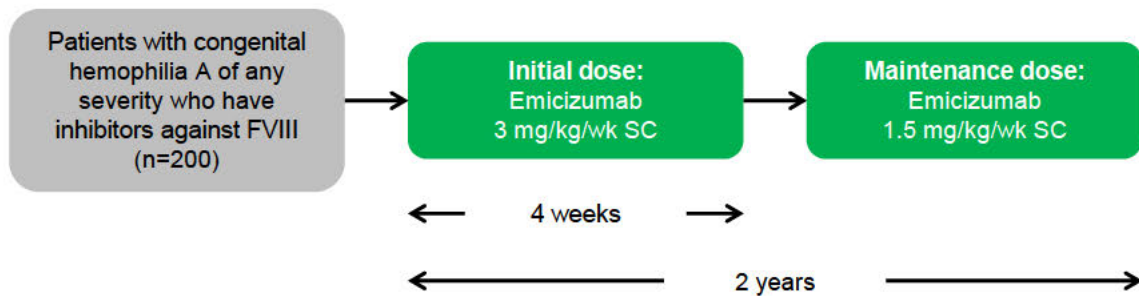 Patients with congenital
hemophilia A of any
severity who have
inhibitors against FVIII
(n=200)
Initial dose:
Emicizumab
3 mg/kg/wk SC
Maintenance dose:
Emicizumab
1.5 mg/kg/wk SC
4 weeks
2 years